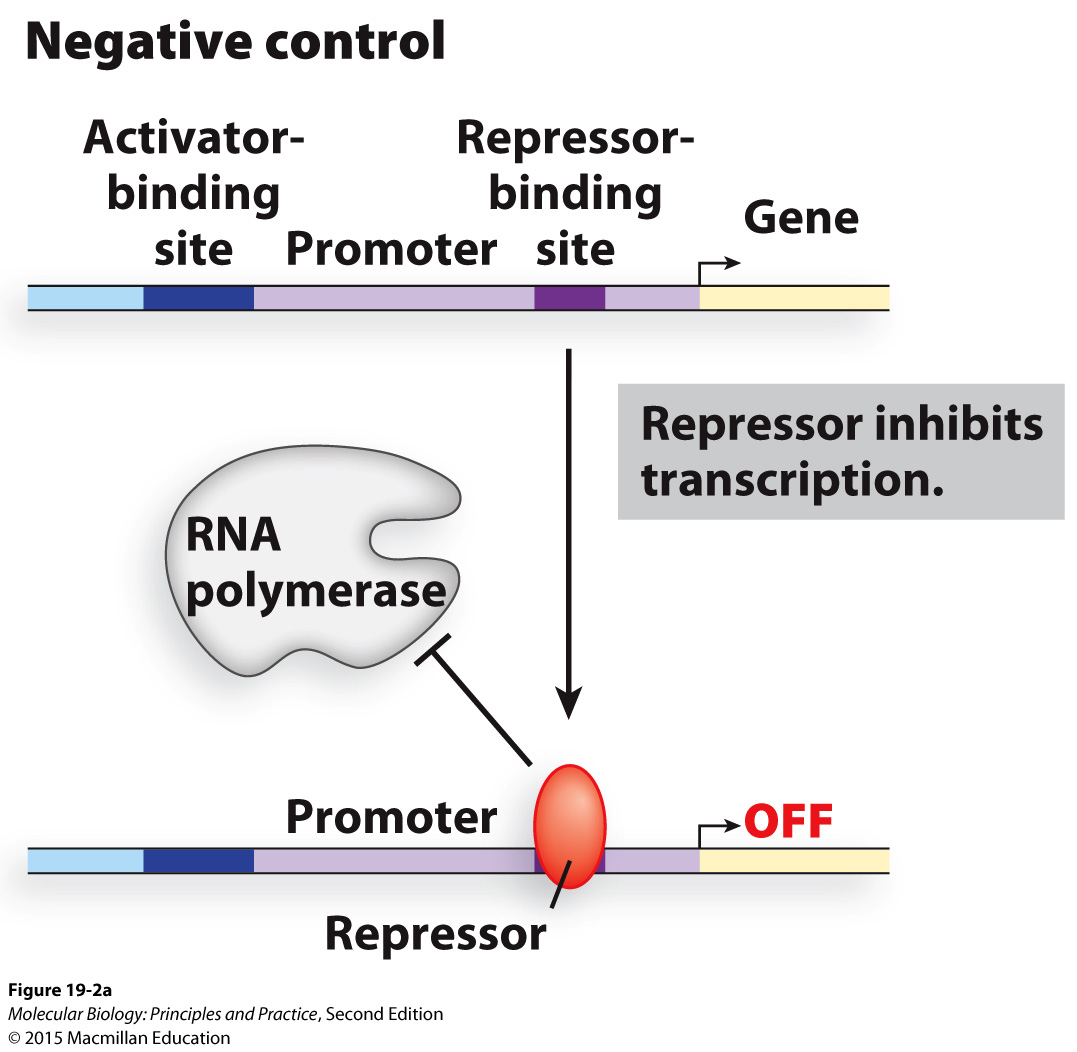 Negative control
Activator-
binding
site
Promoter
Repressor-
binding
site
Gene
Repressor inhibits
transcription.
RNA
polymerase
Promoter
OFF
Repressor
Figure 19-2a
Molecular Biology: Principles and Practice, Second Edition
© 2015 Macmillan Education